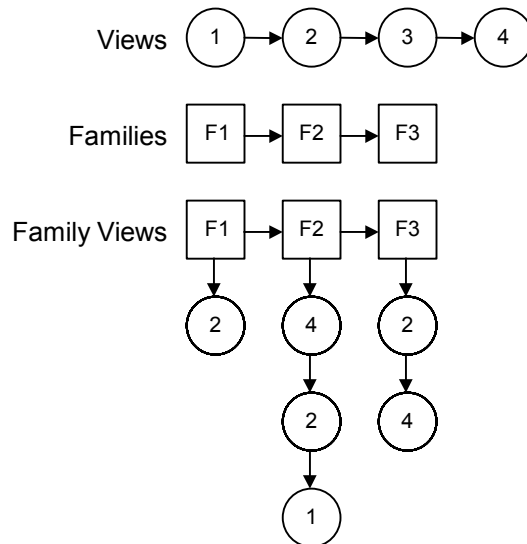 Views 1 2 3 4
Families F1 F2 F3
Family Views F1 F2 F3
2 4 2
2 4
1